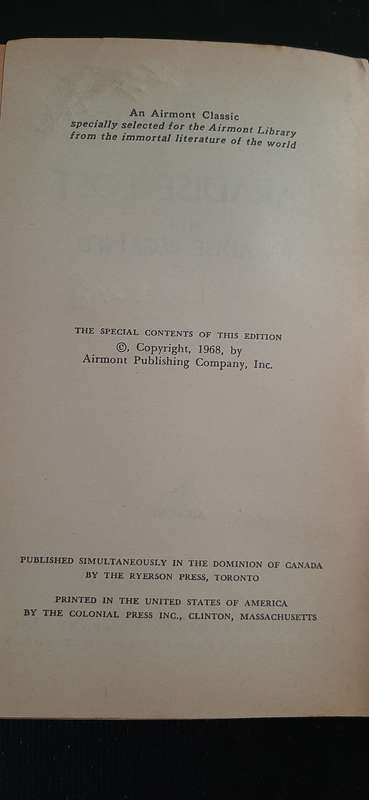 An Airmont Classic
specially selected for the Airmont Library
from the immortal literature of the world
THE SPECIAL CONTENTS OF THIS EDITION
©, Copyright, 1968, by
Airmont Publishing Company, Inc.
PUBLISHED SIMULTANEOUSLY IN THE DOMINION OF CANADA
BY THE RYERSON PRESS, TORONTO
PRINTED IN THE UNITED STATES OF AMERICA
BY THE COLONIAL PRESS INC., CLINTON, MASSACHUSETTS